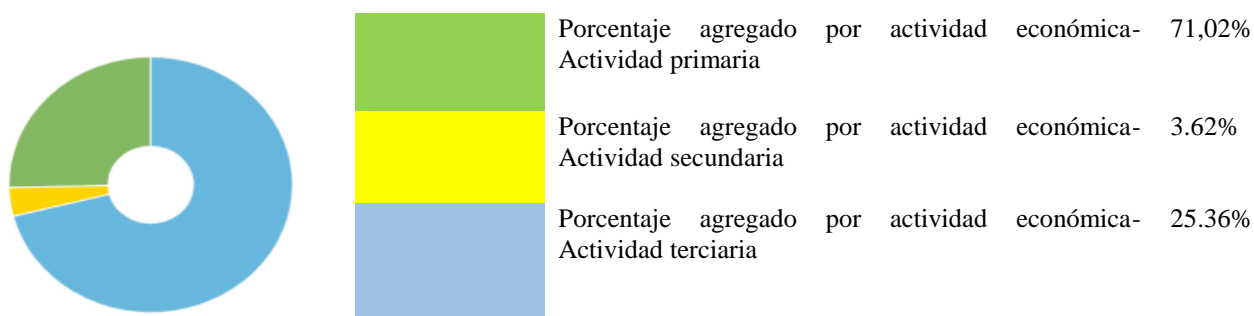 Porcentaje agregado por actividad económica- 71,02%
Actividad primaria
Porcentaje agregado por actividad económica- 3.62%
Actividad secundaria
Porcentaje agregado por actividad económica- 25.36%
Actividad terciaria